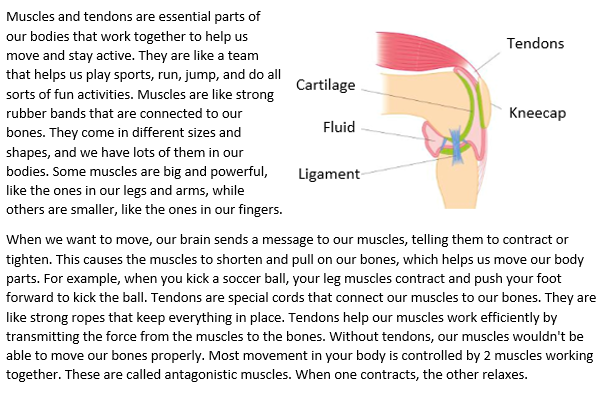 Muscles and tendons are essential parts of
our bodies that work together to help us
move and stay active. They are like a team
that helps us play sports, run, jump, and do all
sorts of fun activities. Muscles are like strong
rubber bands that are connected to our
bones. They come in different sizes and
shapes, and we have lots of them in our
bodies. Some muscles are big and powerful,
like the ones in our legs and arms, while
others are smaller, like the ones in our fingers.
Tendons
Cartilage
Kneecap
Fluid
Ligament
When we want to move, our brain sends a message to our muscles, telling them to contract or
tighten. This causes the muscles to shorten and pull on our bones, which helps us move our body
parts. For example, when you kick a soccer ball, your leg muscles contract and push your foot
forward to kick the ball. Tendons are special cords that connect our muscles to our bones. They are
like strong ropes that keep everything in place. Tendons help our muscles work efficiently by
transmitting the force from the muscles to the bones. Without tendons, our muscles wouldn't be
able to move our bones properly. Most movement in your body is controlled by 2 muscles working
together. These are called antagonistic muscles. When one contracts, the other relaxes.